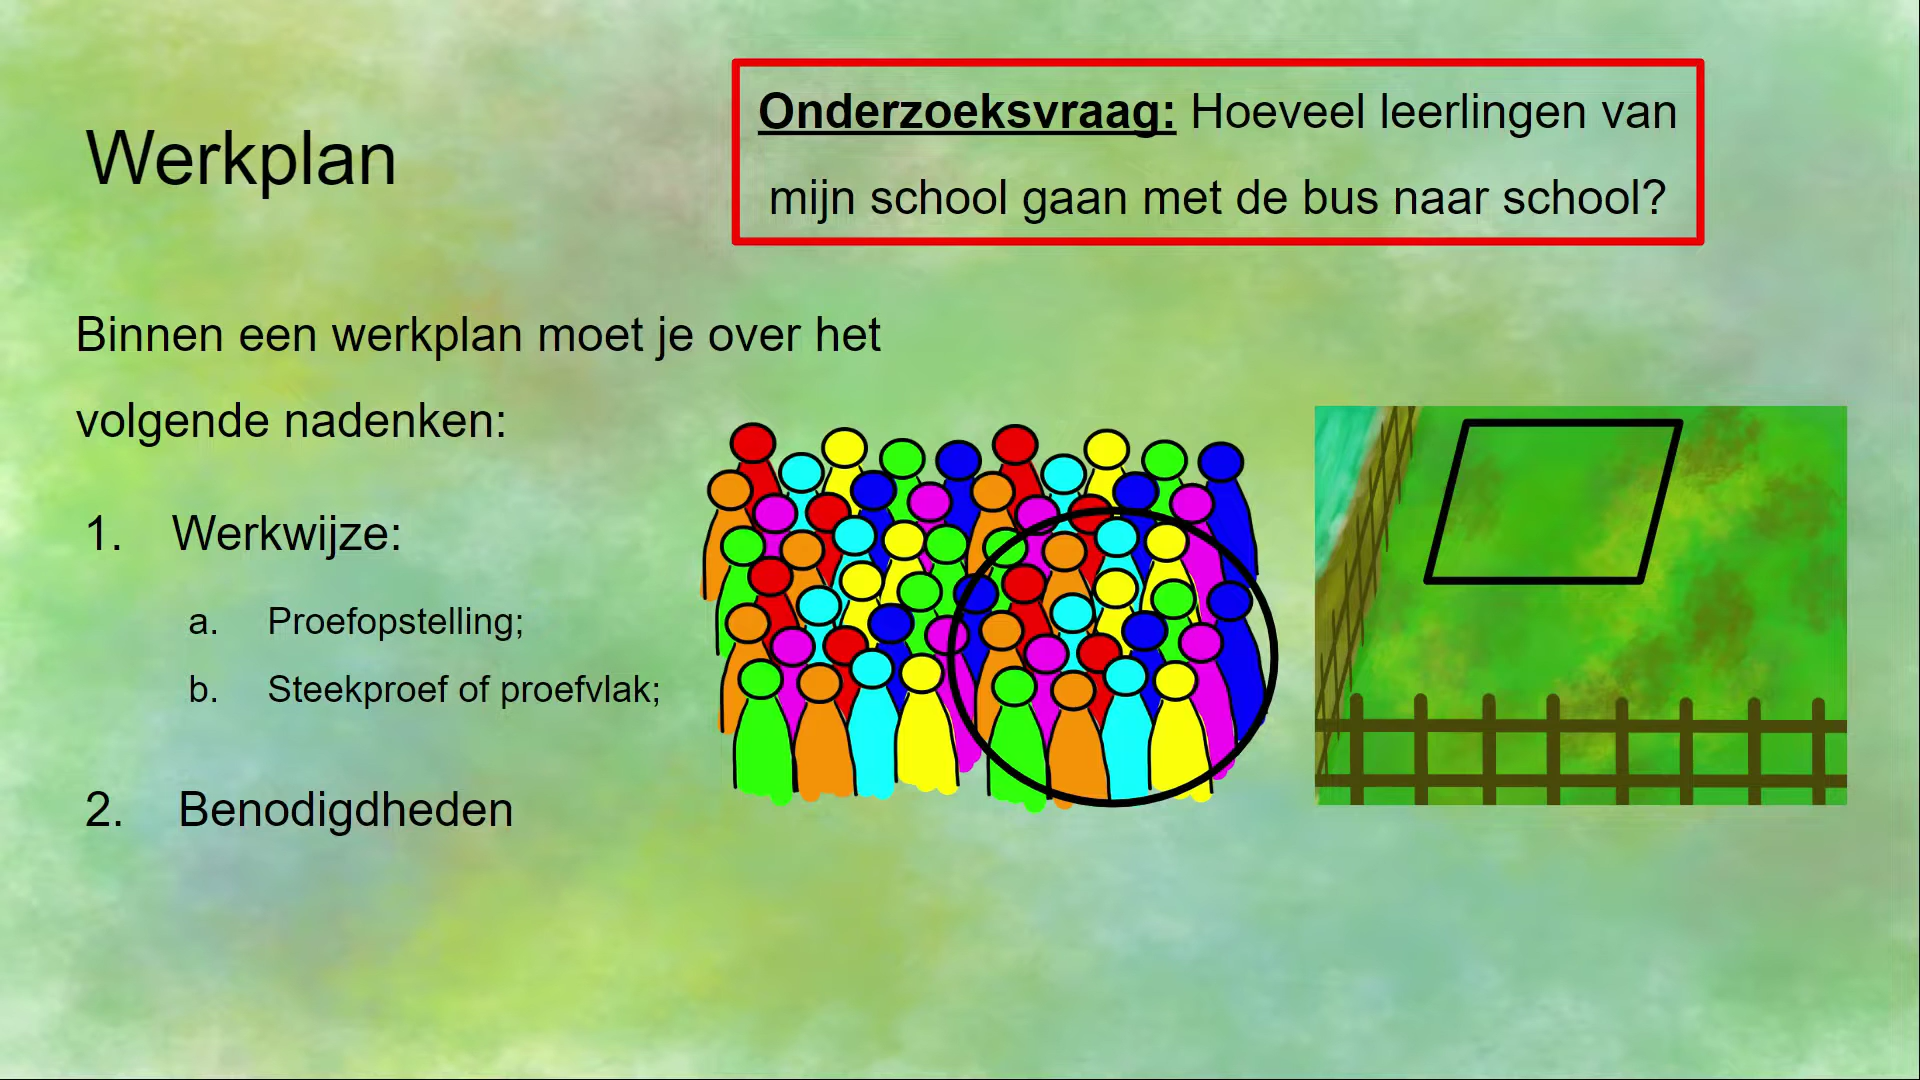 Werkplan
Onderzoeksvraag: Hoeveel leerlingen van
mijn school gaan met de bus naar school?
Binnen een werkplan moet je over het
volgende nadenken:
1. Werkwijze:
a. Proefopstelling;
b. Steekproef of proefvlak;
2. Benodigdheden